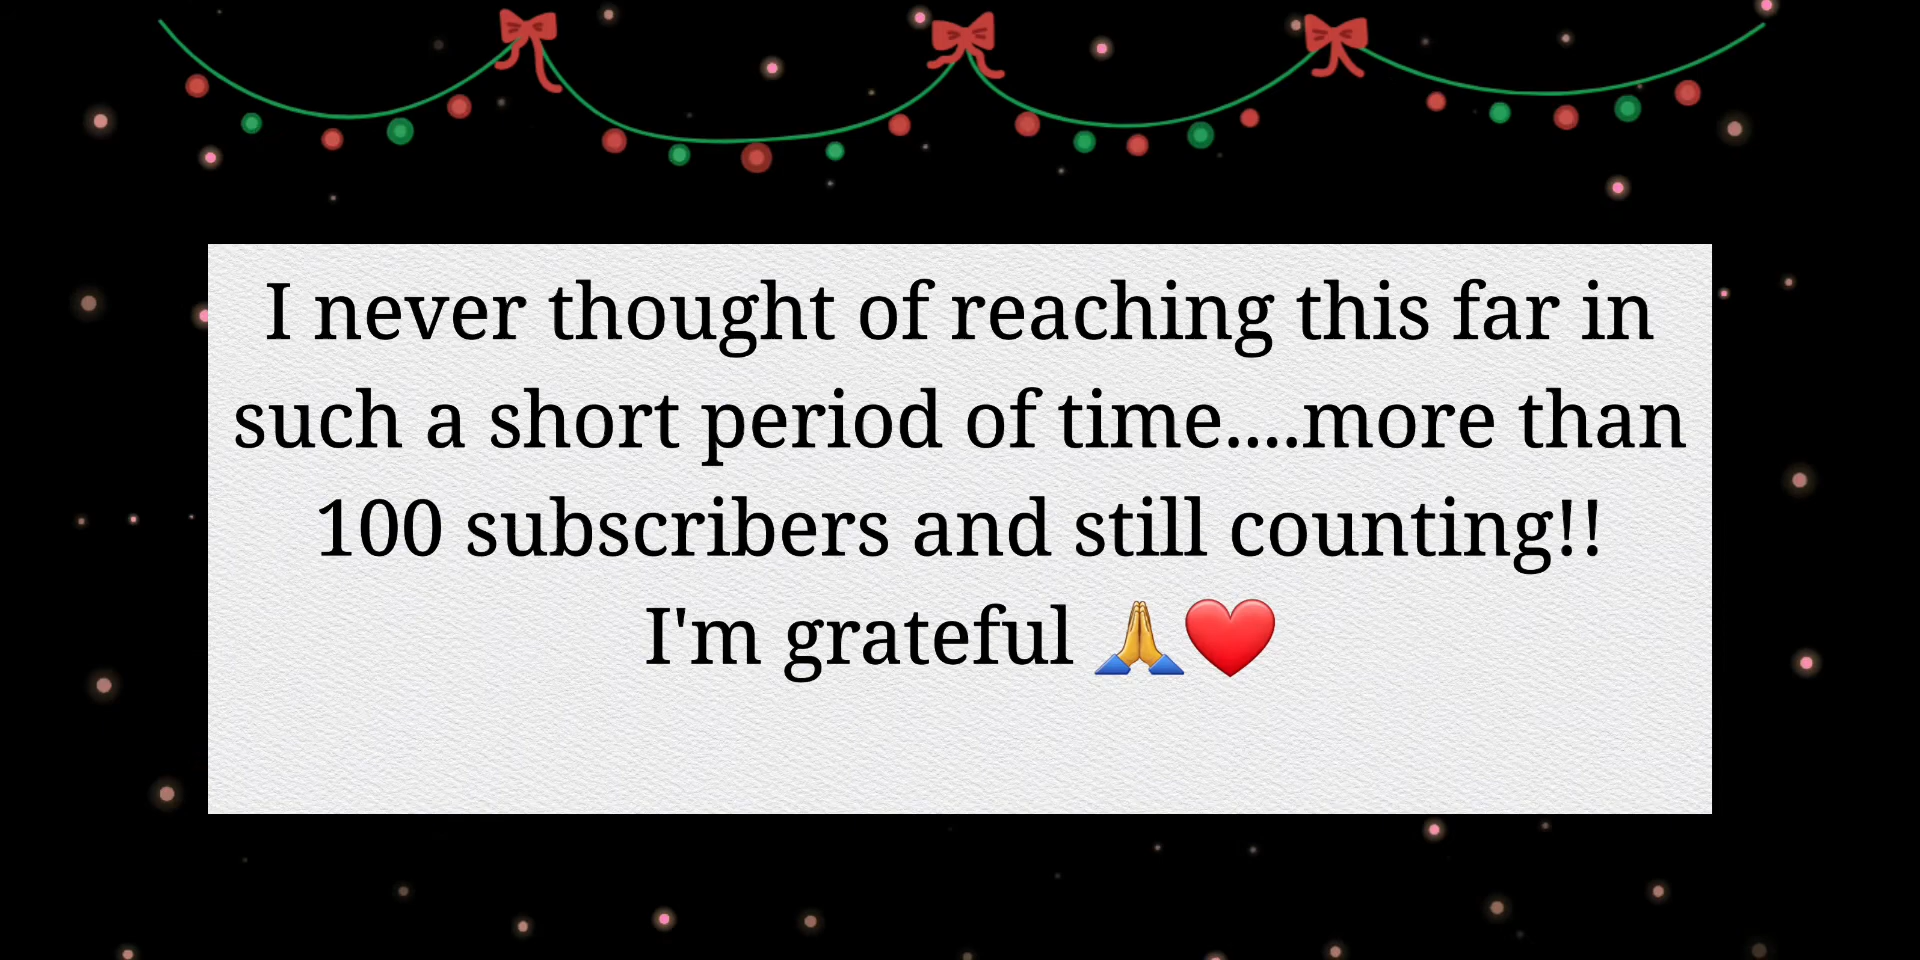 I never thought of reaching this far in
such a short period of time....more than
100 subscribers and still counting!!
I'm grateful 🙏❤️